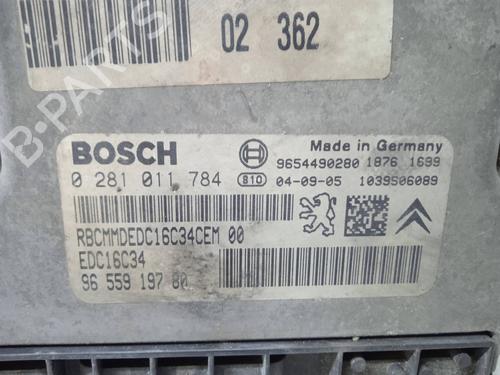 02 362
BOSCH
Made in Germany
9654490280 1876 1699
0 281 011 784 810 04-09-05 1039S06089
RBCMMDEDC16C34CEM 00
EDC16C34
96 559 197 80
B-PARTS